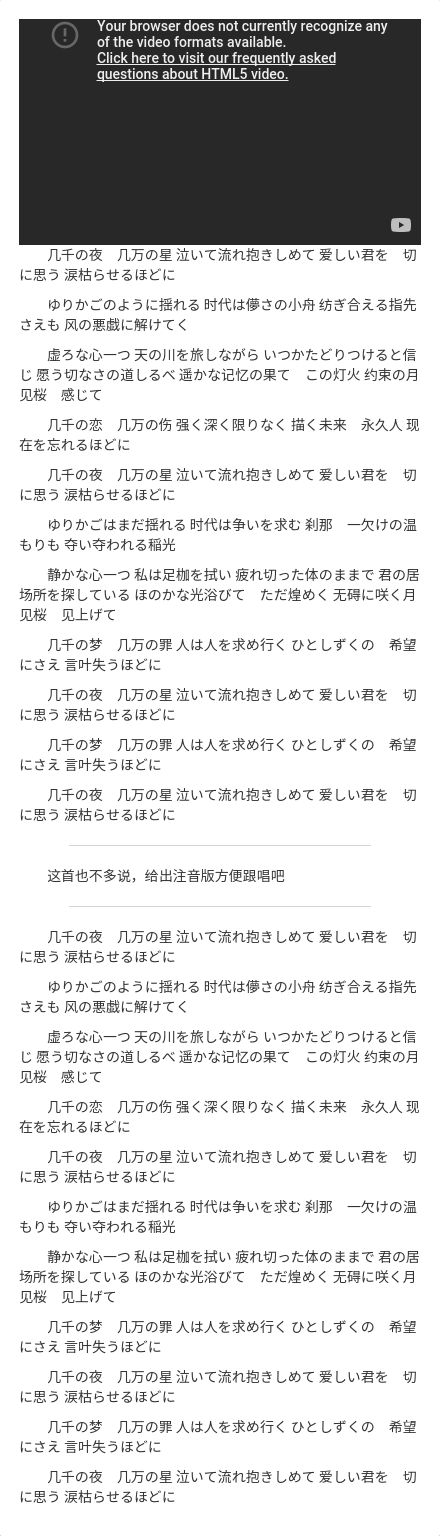 Your browser does not currently recognize any
of the video formats available.
Click here to visit our frequently asked
questions about HTML5 video.
几千の夜　几万の星 泣いて流れ抱きしめて 爱しい君を　切
に思う 涙枯らせるほどに
ゆりかごのように揺れる 时代は儚さの小舟 纺ぎ合える指先
さえも 风の悪戯に解けてく
虚ろな心一つ 天の川を旅しながら いつかたどりつけると信
じ 愿う切なさの道しるべ 遥かな记忆の果て　この灯火 约束の月
见桜　感じて
几千の恋　几万の伤 强く深く限りなく 描く未来　永久人 现
在を忘れるほどに
几千の夜　几万の星 泣いて流れ抱きしめて 爱しい君を　切
に思う 涙枯らせるほどに
ゆりかごはまだ揺れる 时代は争いを求む 刹那　一欠けの温
もりも 夺い夺われる稲光
静かな心一つ 私は足枷を拭い 疲れ切った体のままで 君の居
场所を探している ほのかな光浴びて　ただ煌めく 无碍に咲く月
见桜　见上げて
几千の梦　几万の罪 人は人を求め行く ひとしずくの　希望
にさえ 言叶失うほどに
几千の夜　几万の星 泣いて流れ抱きしめて 爱しい君を　切
に思う 涙枯らせるほどに
几千の梦　几万の罪 人は人を求め行く ひとしずくの　希望
にさえ 言叶失うほどに
几千の夜　几万の星 泣いて流れ抱きしめて 爱しい君を　切
に思う 涙枯らせるほどに
这首也不多说，给出注音版方便跟唱吧
几千の夜　几万の星 泣いて流れ抱きしめて 爱しい君を　切
に思う 涙枯らせるほどに
ゆりかごのように揺れる 时代は儚さの小舟 纺ぎ合える指先
さえも 风の悪戯に解けてく
虚ろな心一つ 天の川を旅しながら いつかたどりつけると信
じ 愿う切なさの道しるべ 遥かな记忆の果て　この灯火 约束の月
见桜　感じて
几千の恋　几万の伤 强く深く限りなく 描く未来　永久人 现
在を忘れるほどに
几千の夜　几万の星 泣いて流れ抱きしめて 爱しい君を　切
に思う 涙枯らせるほどに
ゆりかごはまだ揺れる 时代は争いを求む 刹那　一欠けの温
もりも 夺い夺われる稲光
静かな心一つ 私は足枷を拭い 疲れ切った体のままで 君の居
场所を探している ほのかな光浴びて　ただ煌めく 无碍に咲く月
见桜　见上げて
几千の梦　几万の罪 人は人を求め行く ひとしずくの　希望
にさえ 言叶失うほどに
几千の夜　几万の星 泣いて流れ抱きしめて 爱しい君を　切
に思う 涙枯らせるほどに
几千の梦　几万の罪 人は人を求め行く ひとしずくの　希望
にさえ 言叶失うほどに
几千の夜　几万の星 泣いて流れ抱きしめて 爱しい君を　切
に思う 涙枯らせるほどに